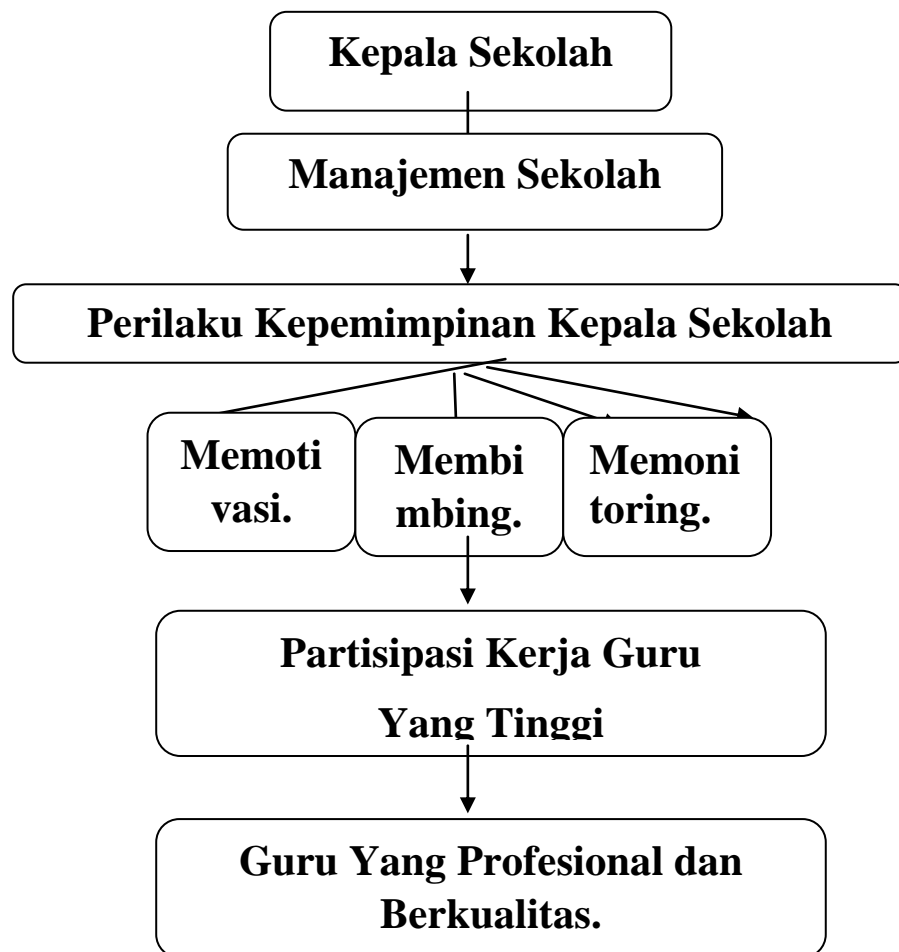 Kepala Sekolah
Manajemen Sekolah
Perilaku Kepemimpinan Kepala Sekolah
Memoti
vasi.
Membi
mbing.
Memoni
toring.
Partisipasi Kerja Guru
Yang Tinggi
Guru Yang Profesional dan
Berkualitas.